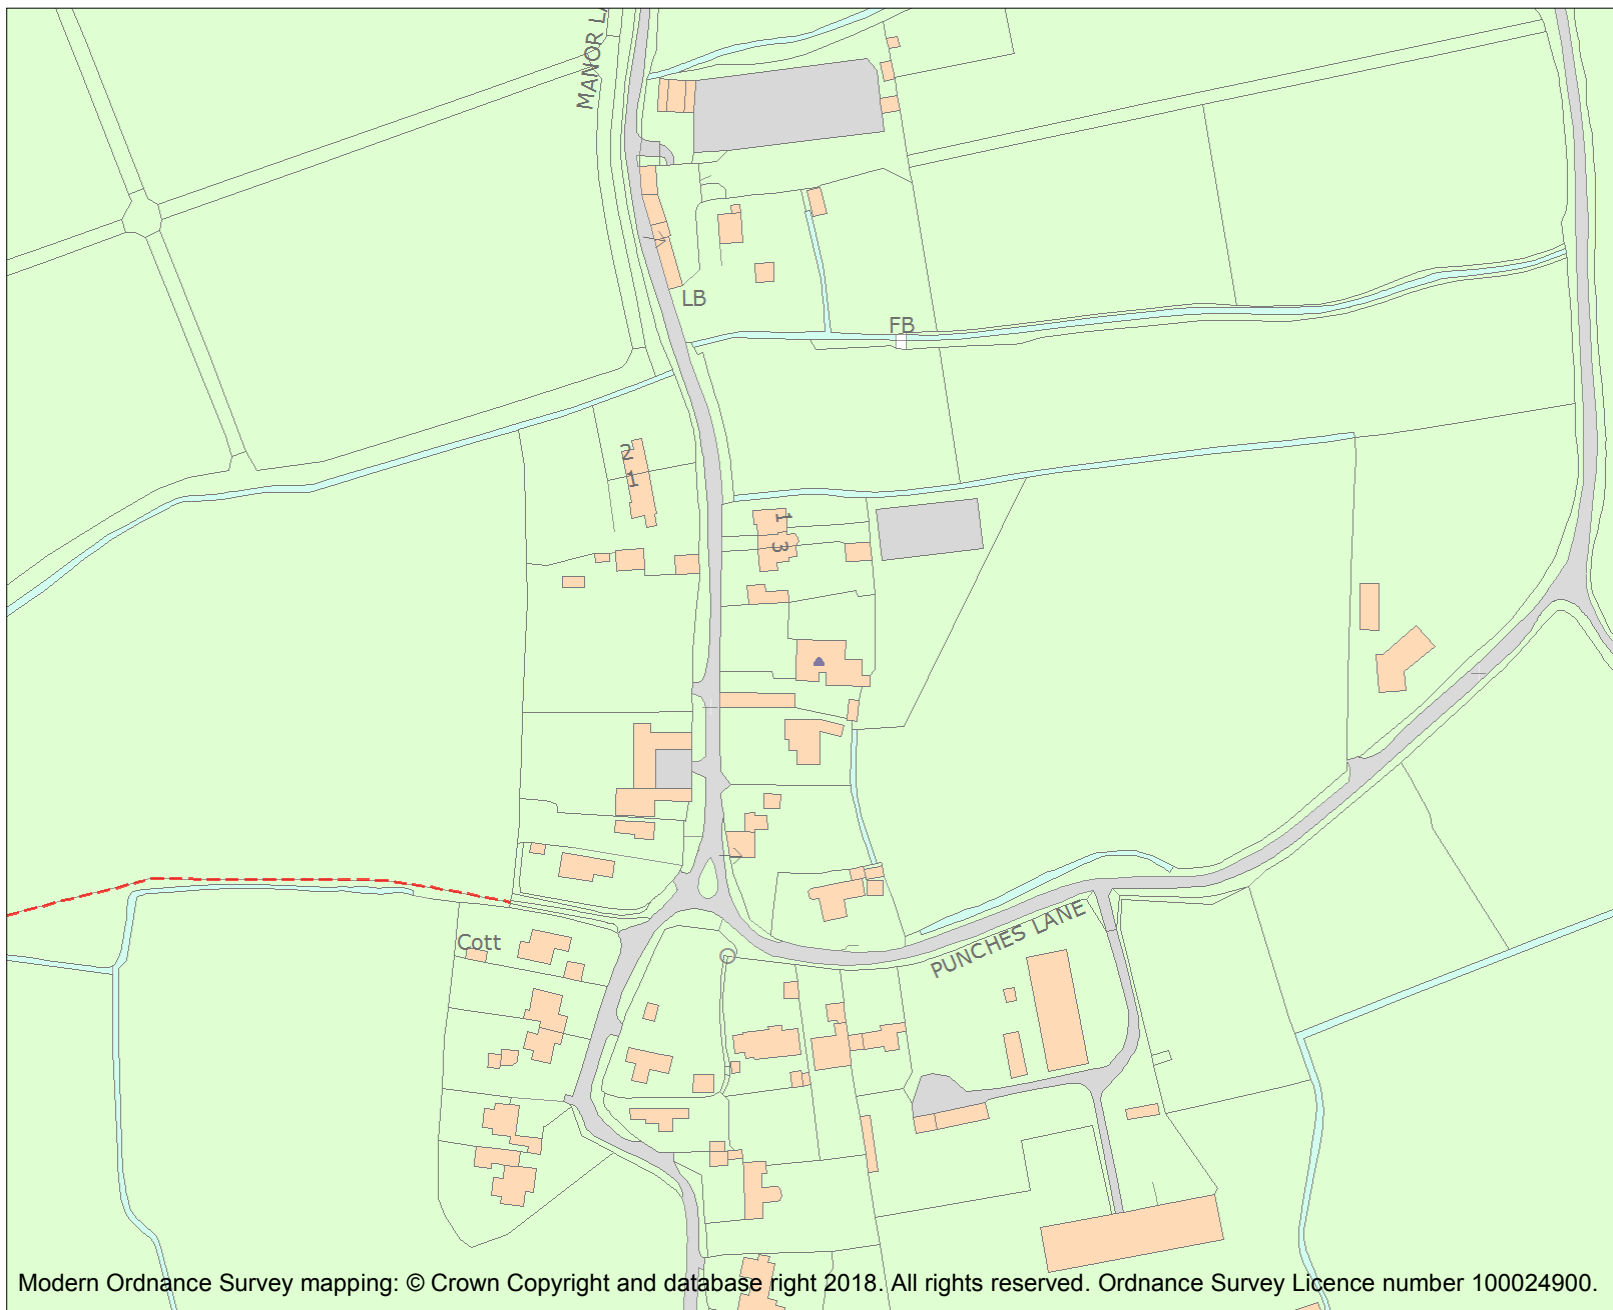 MANOR LA
LB
FB
2
1
1
3
Cott
PUNCHES LANE
Modern Ordnance Survey mapping: © Crown Copyright and database right 2018. All rights reserved. Ordnance Survey Licence number 100024900.